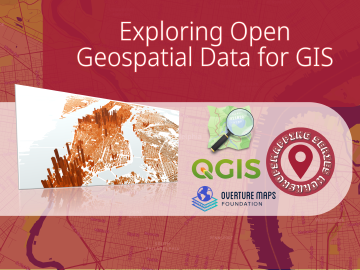 Exploring Open
Geospatial Data for GIS
QGIS
OVERTURE MAPS
FOUNDATION